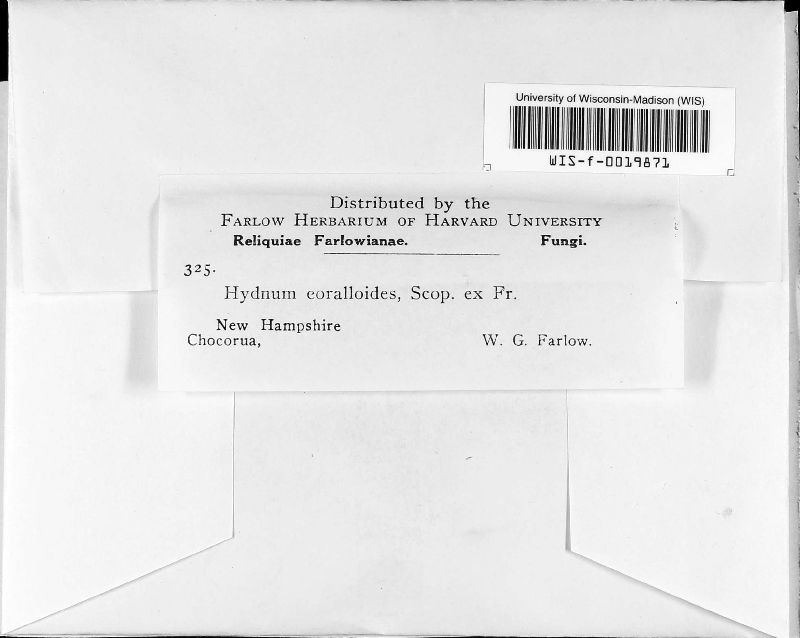 University of Wisconsin-Madison (WIS)
WIS-f-0019871
Distributed by the
FARLOW HERBARIUM OF HARVARD UNIVERSITY
Reliquiae Farlowianae. Fungi.
325.
Hydnum coralloides, Scop. ex Fr.
New Hampshire
Chocorua, W. G. Farlow.